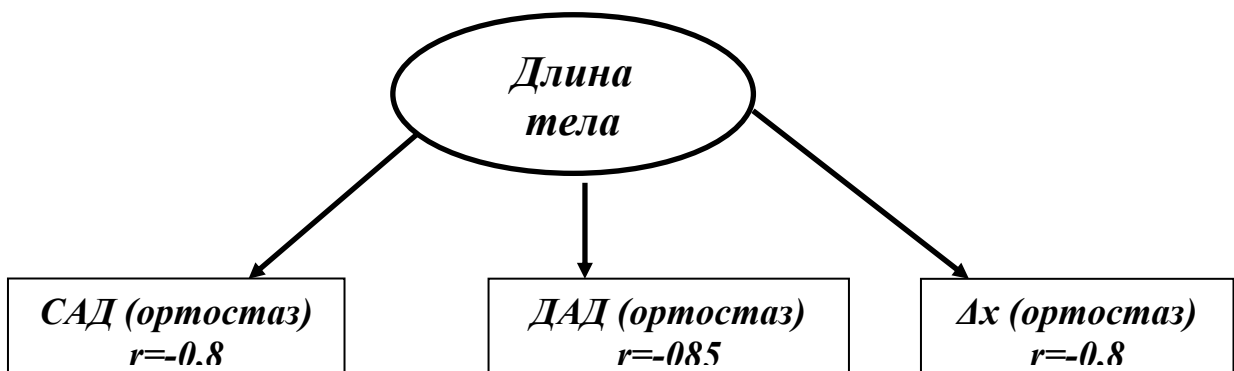 Длина
тела
САД (ортостаз)
r=-0,8
ДАД (ортостаз)
r=-085
Δx (ортостаз)
r=-0,8